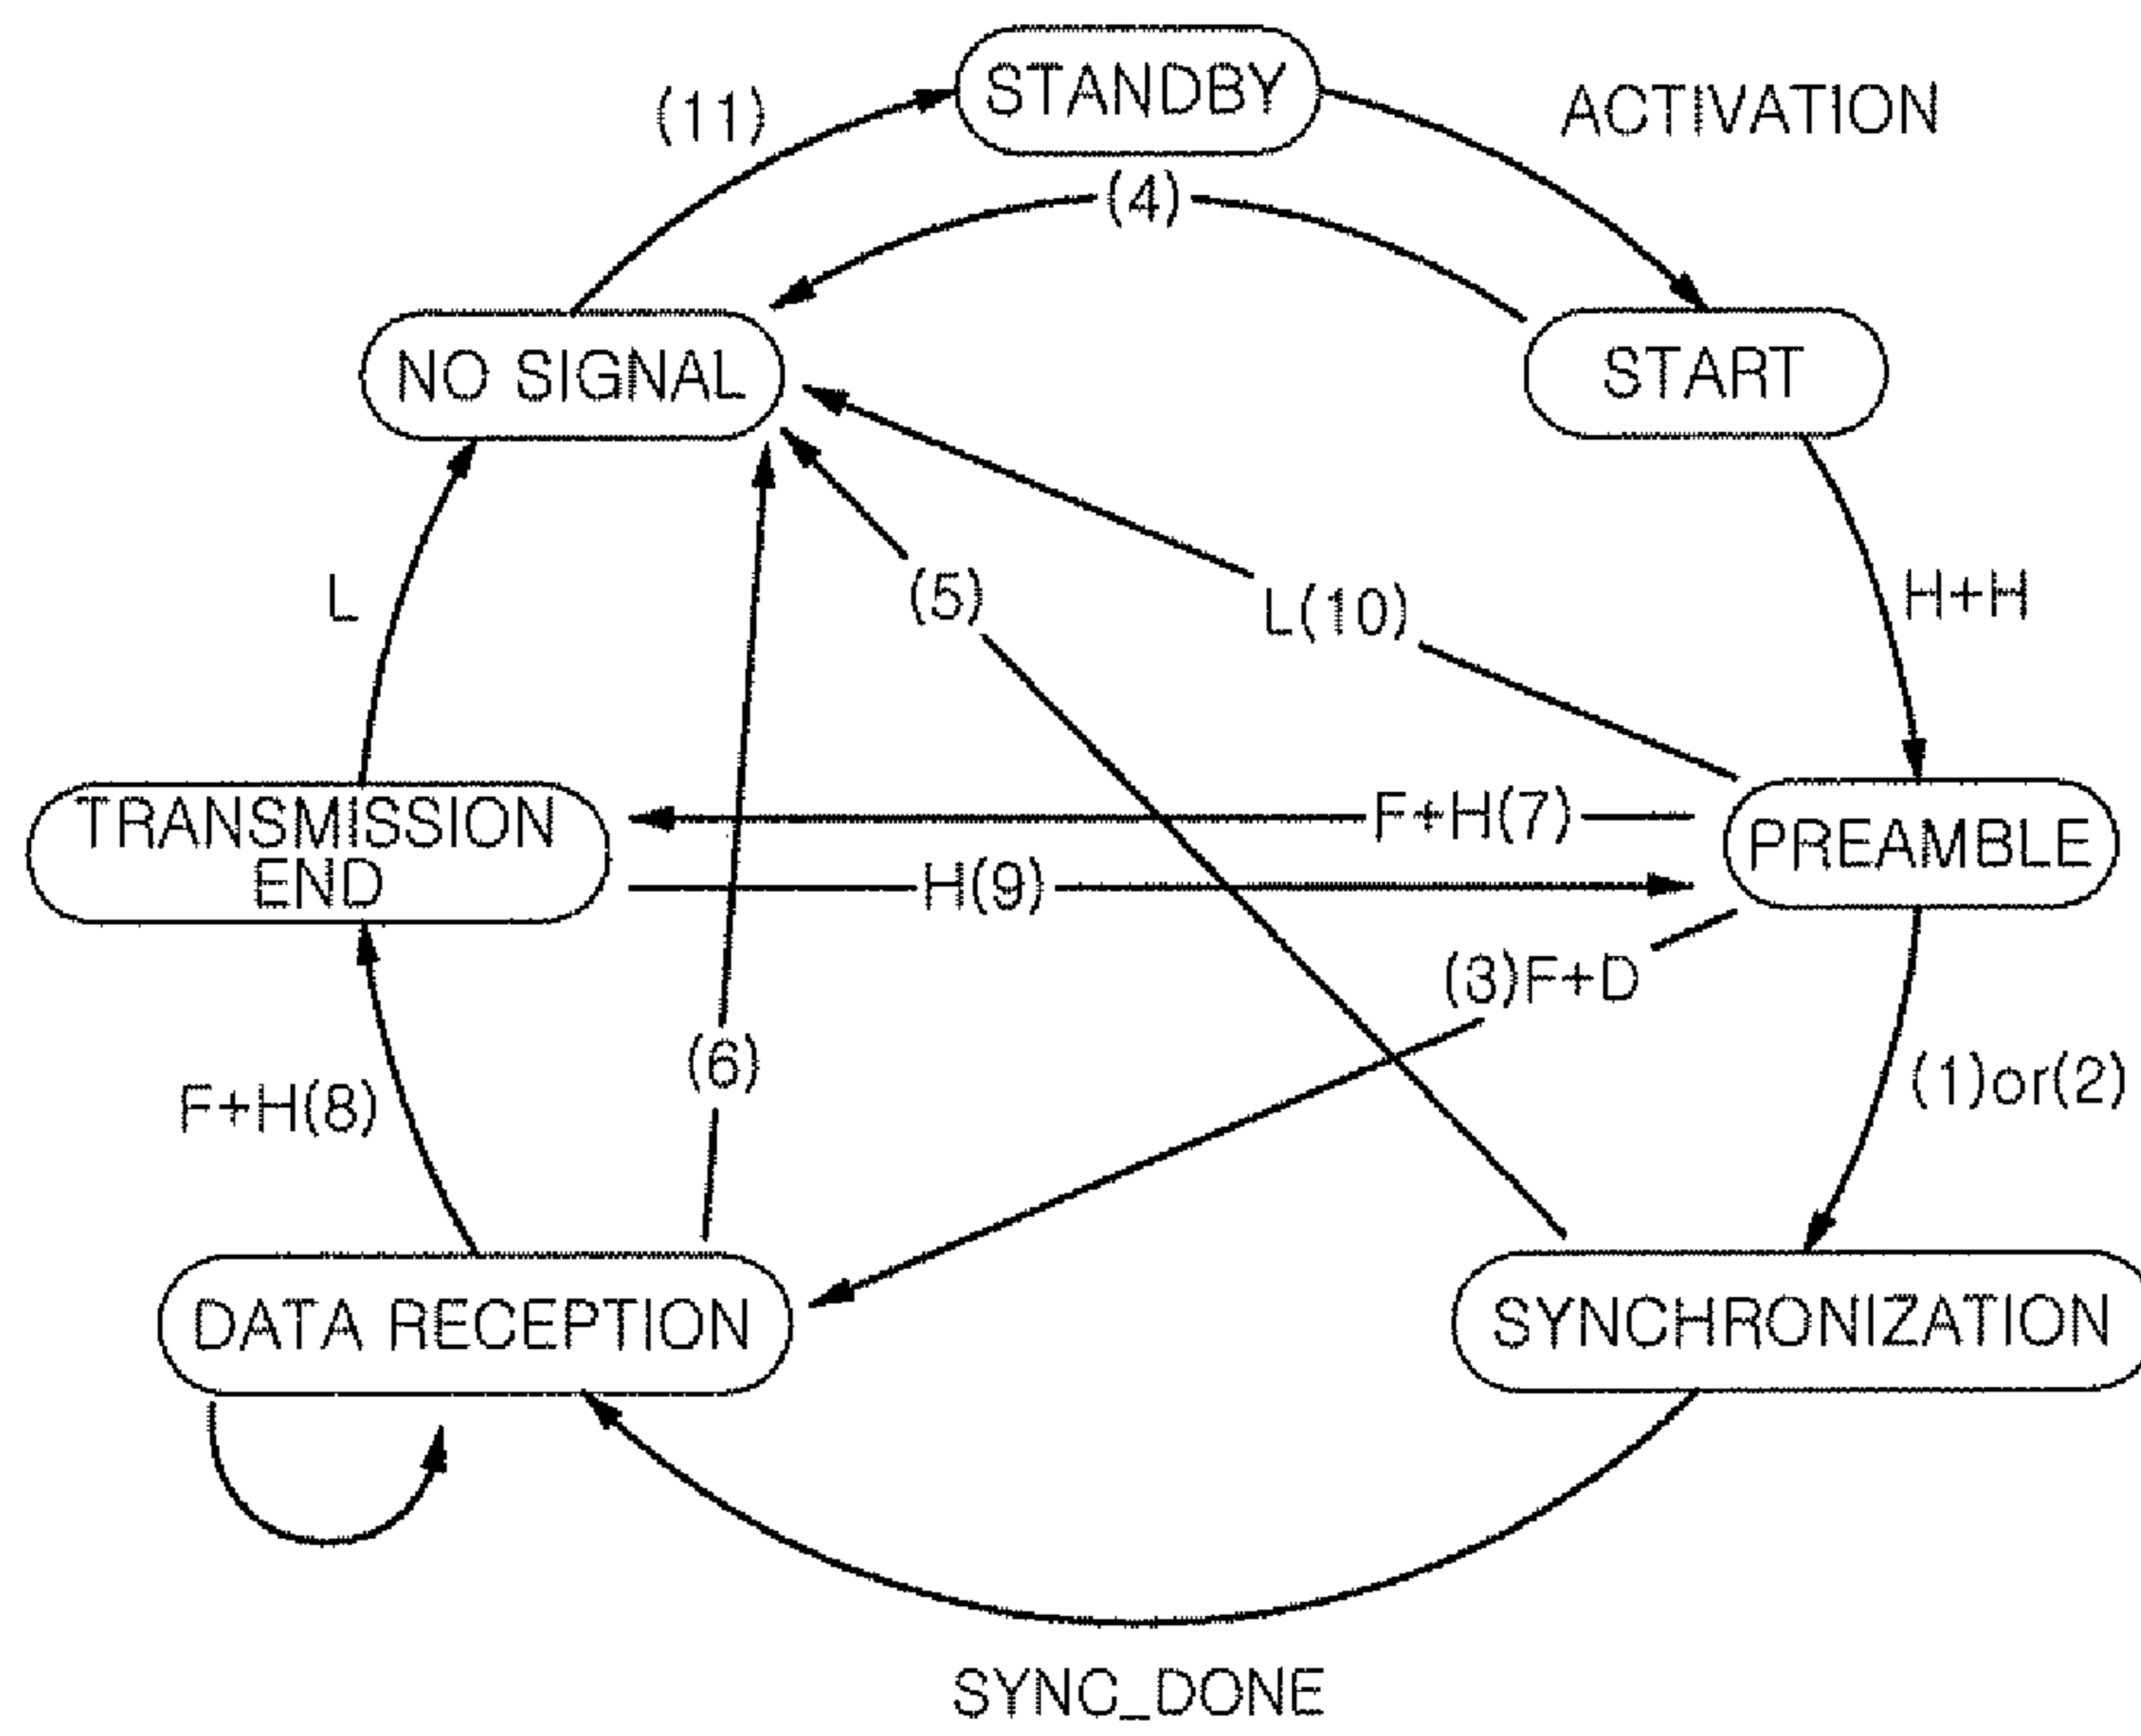 STANDBY
(11)
ACTIVATION
(4)
NO SIGNAL
START
L
(5)
L(10)
H+H
TRANSMISSION
END
F+H(7)
PREAMBLE
H(9)
(3)F+D
(6)
F+H(8)
(1)or(2)
DATA RECEPTION
SYNCHRONIZATION
SYNC_DONE